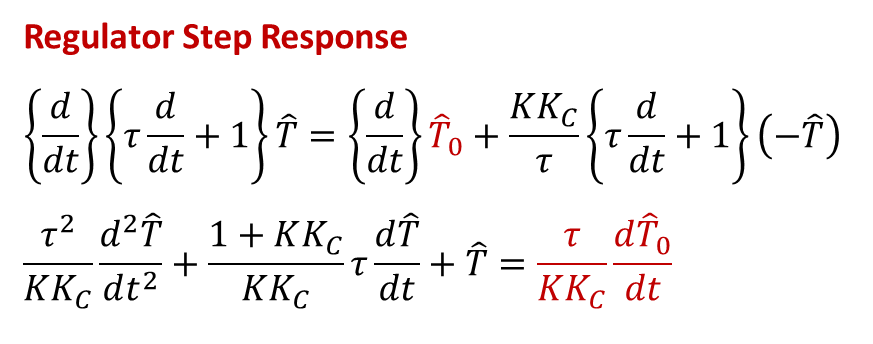 Regulator Step Response
{d/dt}{τ d/dt + 1} T̂ = {d/dt} T̂₀ + KK_C/τ {τ d/dt + 1}(−T̂)
τ²/KK_C d²T̂/dt² + 1 + KK_C/KK_C τ dT̂/dt + T̂ = τ/KK_C dT̂₀/dt